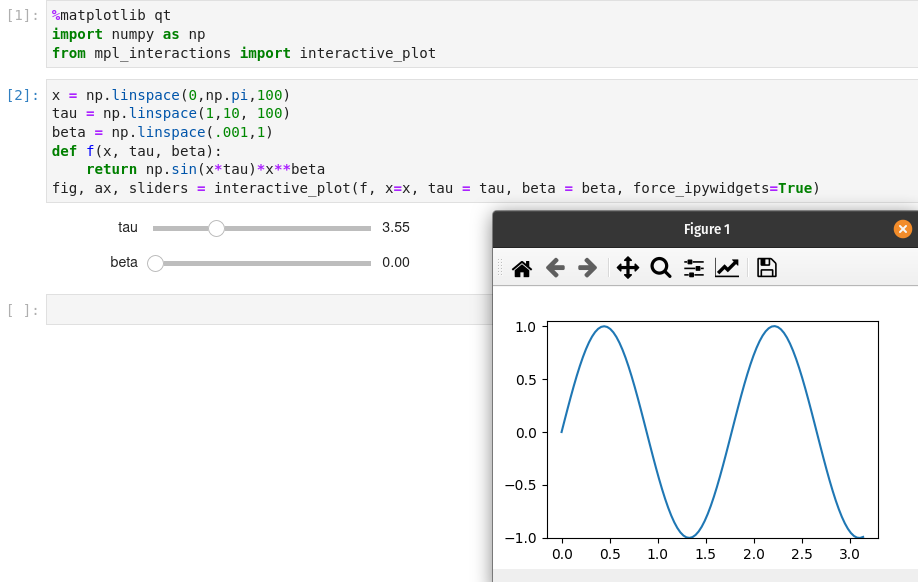 [1]: %matplotlib qt
import numpy as np
from mpl_interactions import interactive_plot
[2]: x = np.linspace(0,np.pi,100)
tau = np.linspace(1,10, 100)
beta = np.linspace(.001,1)
def f(x, tau, beta):
    return np.sin(x*tau)*x**beta
fig, ax, sliders = interactive_plot(f, x=x, tau = tau, beta = beta, force_ipywidgets=True)
tau 3.55
beta 0.00
[ ]:
Figure 1
1.0
0.5
0.0
−0.5
−1.0
0.0 0.5 1.0 1.5 2.0 2.5 3.0